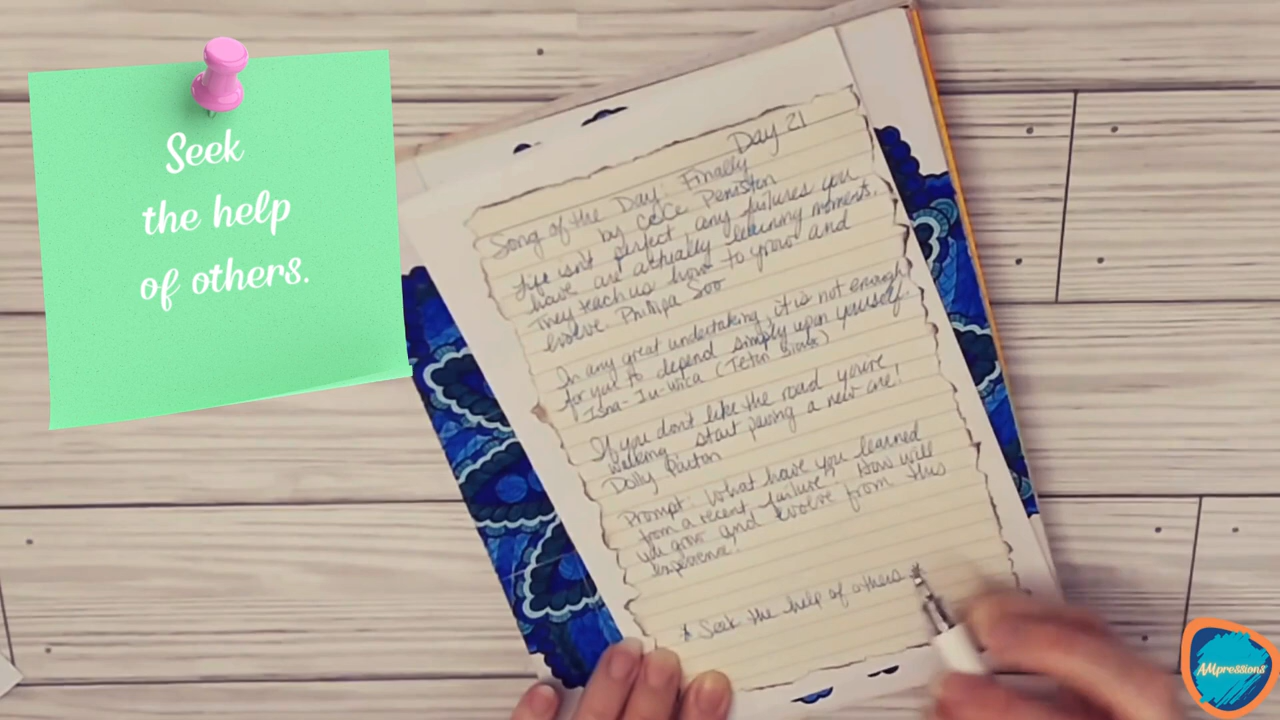 Seek
the help
of others.
Day 21
Song of the Day: Finally
by CeCe Peniston
Life isn't perfect any failures you
have are actually learning moments.
They teach us how to grow and
evolve. Phillipa Soo
In any great undertaking, it is not enough
for you to depend simply upon yourself.
Isna-Iu-Wica (Teton Sioux)
If you don't like the road you're
walking, start paving a new one!
Dolly Parton
Prompt: What have you learned
from a recent failure? How will
you grow and evolve from this
experience?
* Seek the help of others *
AMpressions